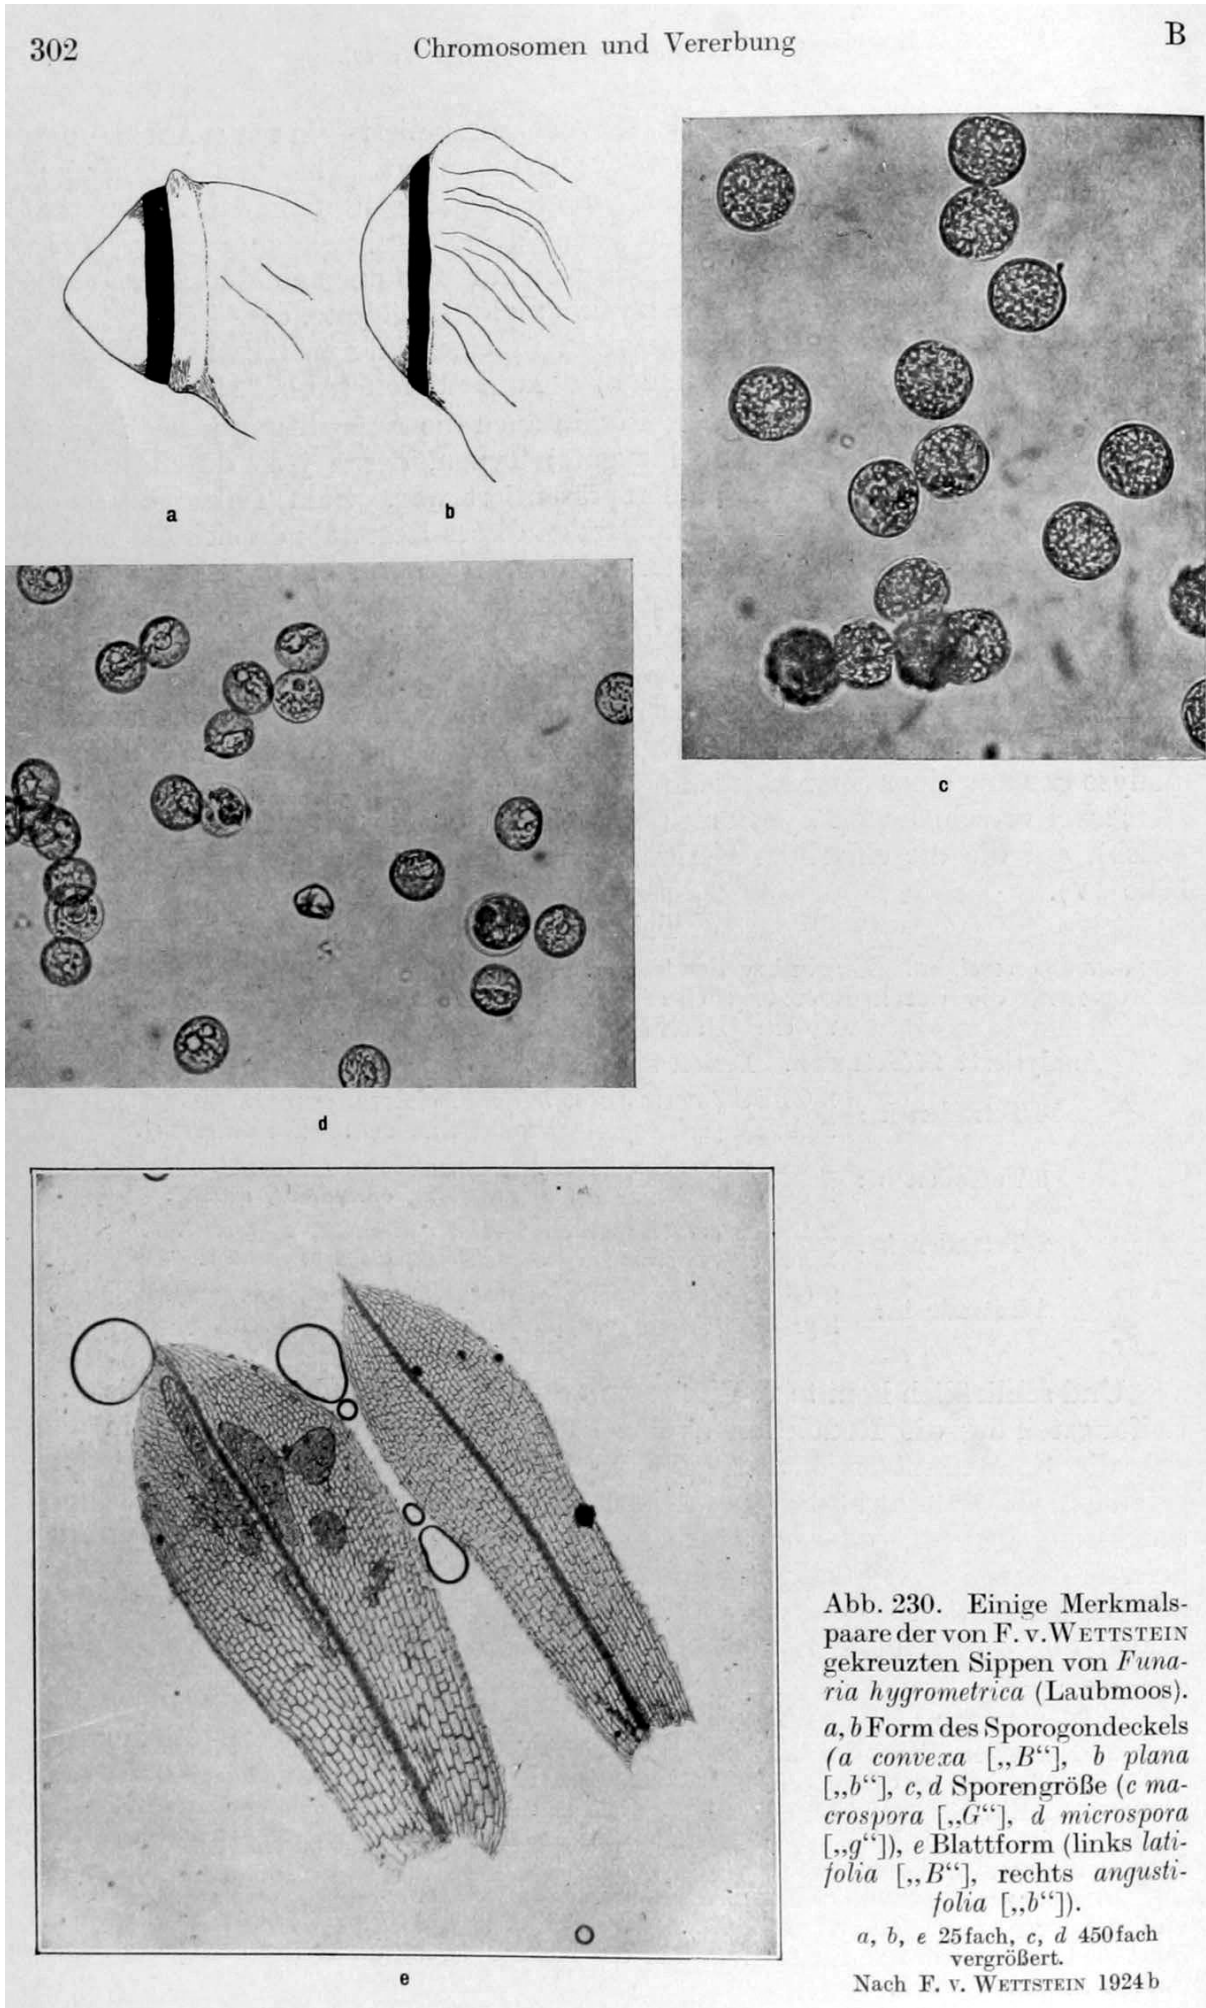 302
Chromosomen und Vererbung
B
a
b
c
d
e
Abb. 230. Einige Merkmals-
paare der von F. v. WETTSTEIN
gekreuzten Sippen von Funa-
ria hygrometrica (Laubmoos).
a, b Form des Sporogondeckels
(a convexa [„B“], b plana
[„b“], c, d Sporengröße (c ma-
crospora [„G“], d microspora
[„g“]), e Blattform (links lati-
folia [„B“], rechts angusti-
folia [„b“]).
a, b, e 25fach, c, d 450fach
vergrößert.
Nach F. v. WETTSTEIN 1924 b